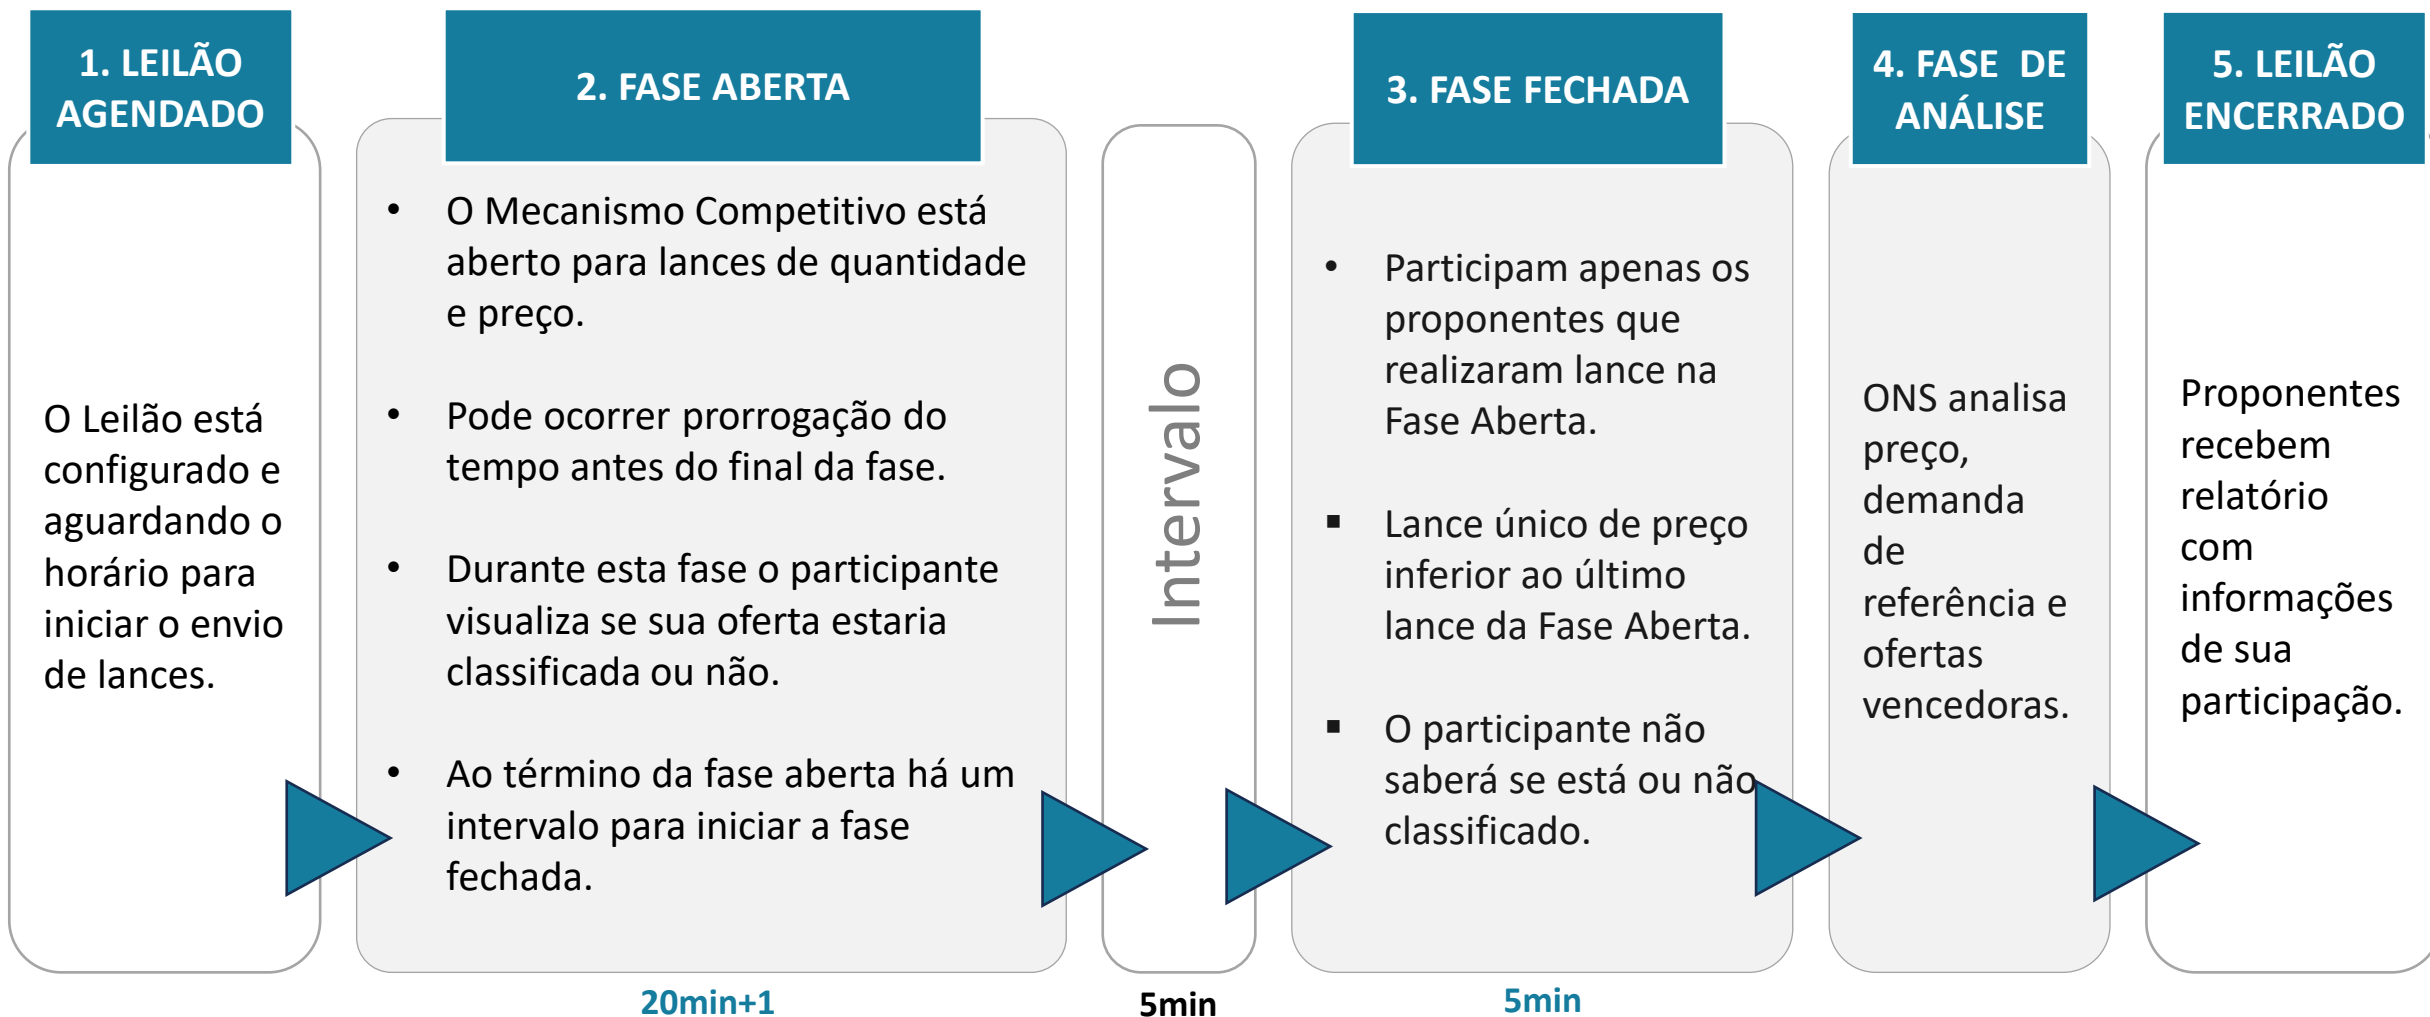 1. LEILÃO
AGENDADO
O Leilão está
configurado e
aguardando o
horário para
iniciar o envio
de lances.
2. FASE ABERTA
• O Mecanismo Competitivo está
aberto para lances de quantidade
e preço.
• Pode ocorrer prorrogação do
tempo antes do final da fase.
• Durante esta fase o participante
visualiza se sua oferta estaria
classificada ou não.
• Ao término da fase aberta há um
intervalo para iniciar a fase
fechada.
20min+1
Intervalo
5min
3. FASE FECHADA
• Participam apenas os
proponentes que
realizaram lance na
Fase Aberta.
▪ Lance único de preço
inferior ao último
lance da Fase Aberta.
▪ O participante não
saberá se está ou não
classificado.
5min
4. FASE DE
ANÁLISE
ONS analisa
preço,
demanda
de
referência e
ofertas
vencedoras.
5. LEILÃO
ENCERRADO
Proponentes
recebem
relatório
com
informações
de sua
participação.